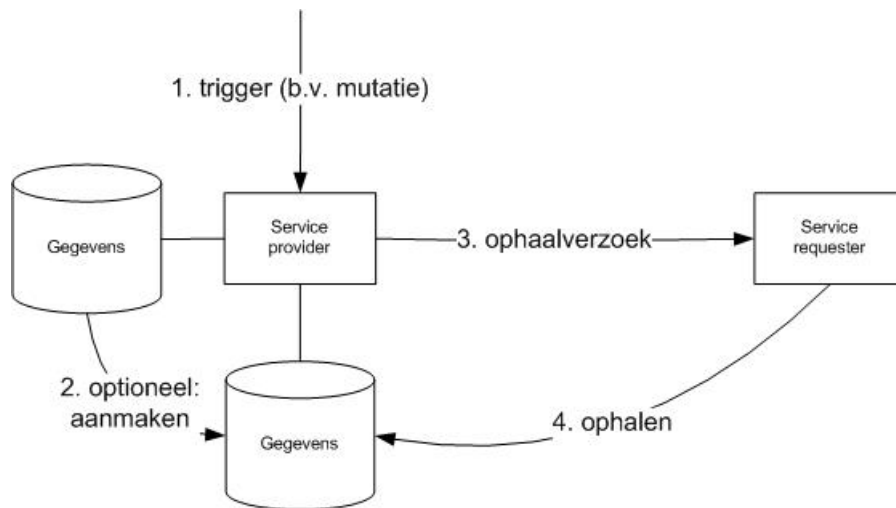 1. trigger (b.v. mutatie)
Gegevens
Service
provider
3. ophaalverzoek
Service
requester
2. optioneel:
aanmaken
Gegevens
4. ophalen